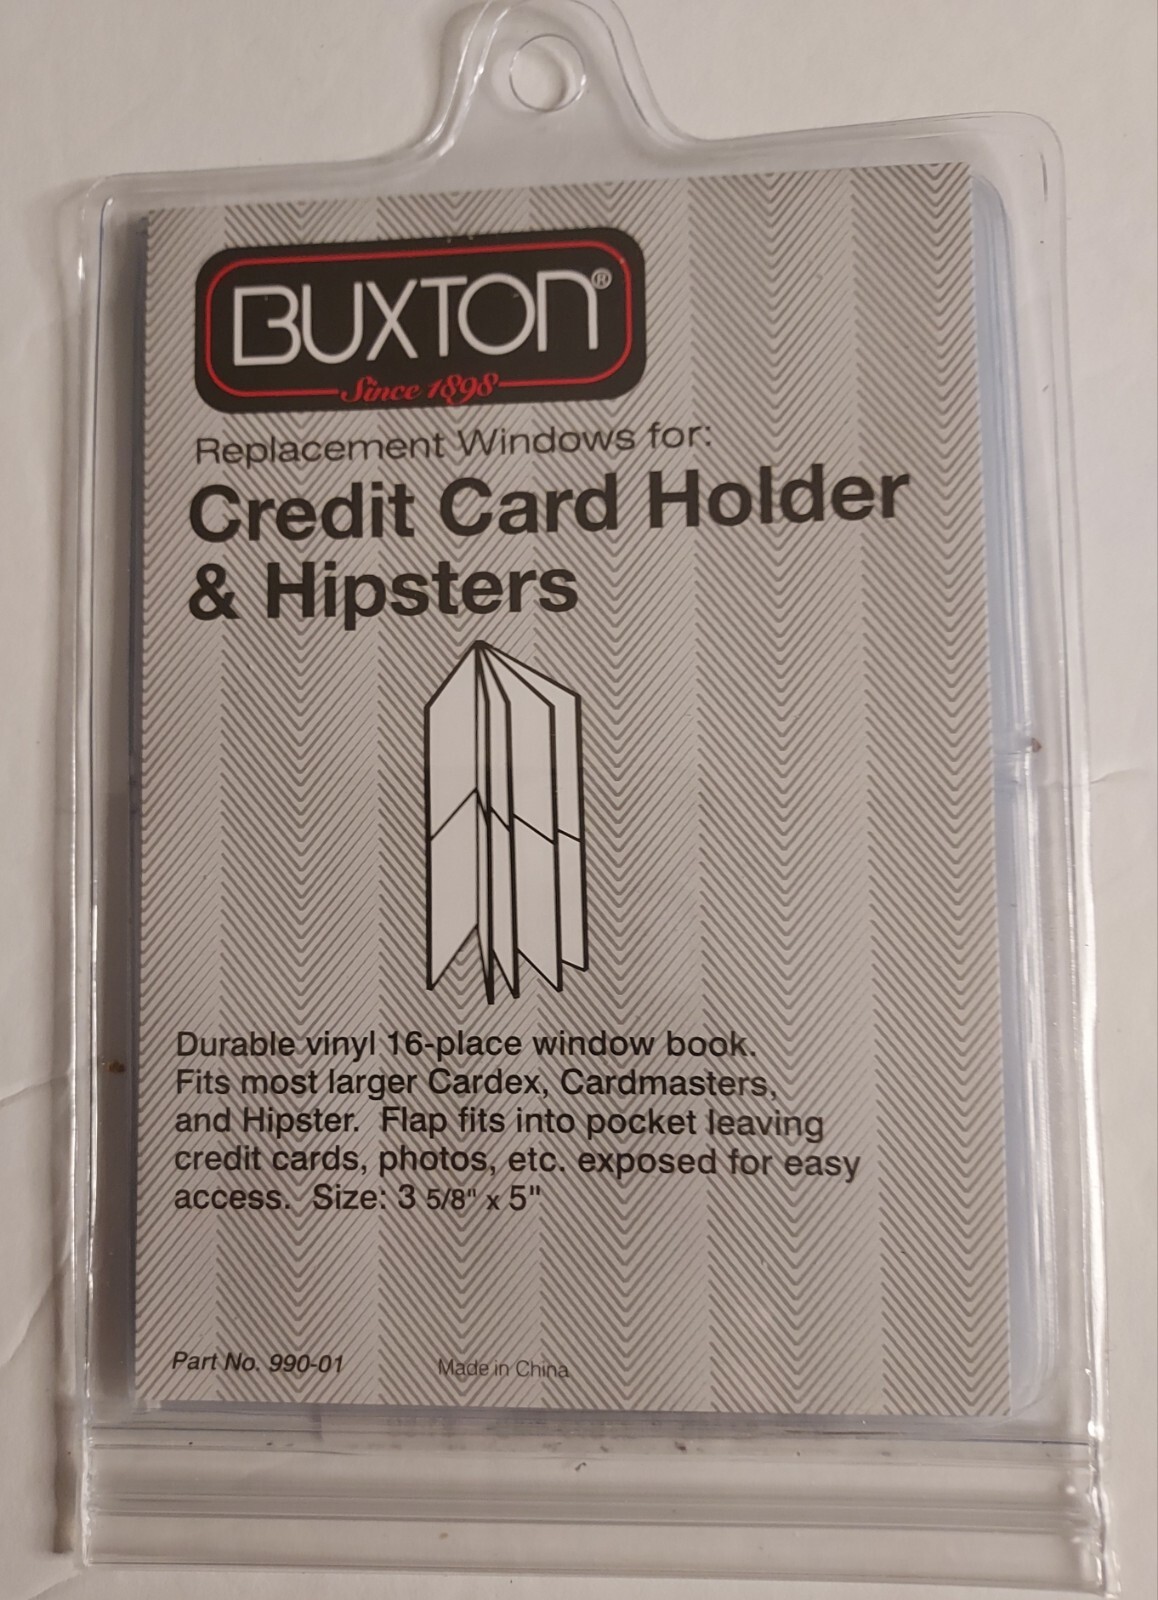 BUXTON®
Since 1898
Replacement Windows for:
Credit Card Holder
& Hipsters
Durable vinyl 16-place window book.
Fits most larger Cardex, Cardmasters,
and Hipster. Flap fits into pocket leaving
credit cards, photos, etc. exposed for easy
access. Size: 3 5/8" x 5"
Part No. 990-01 Made in China